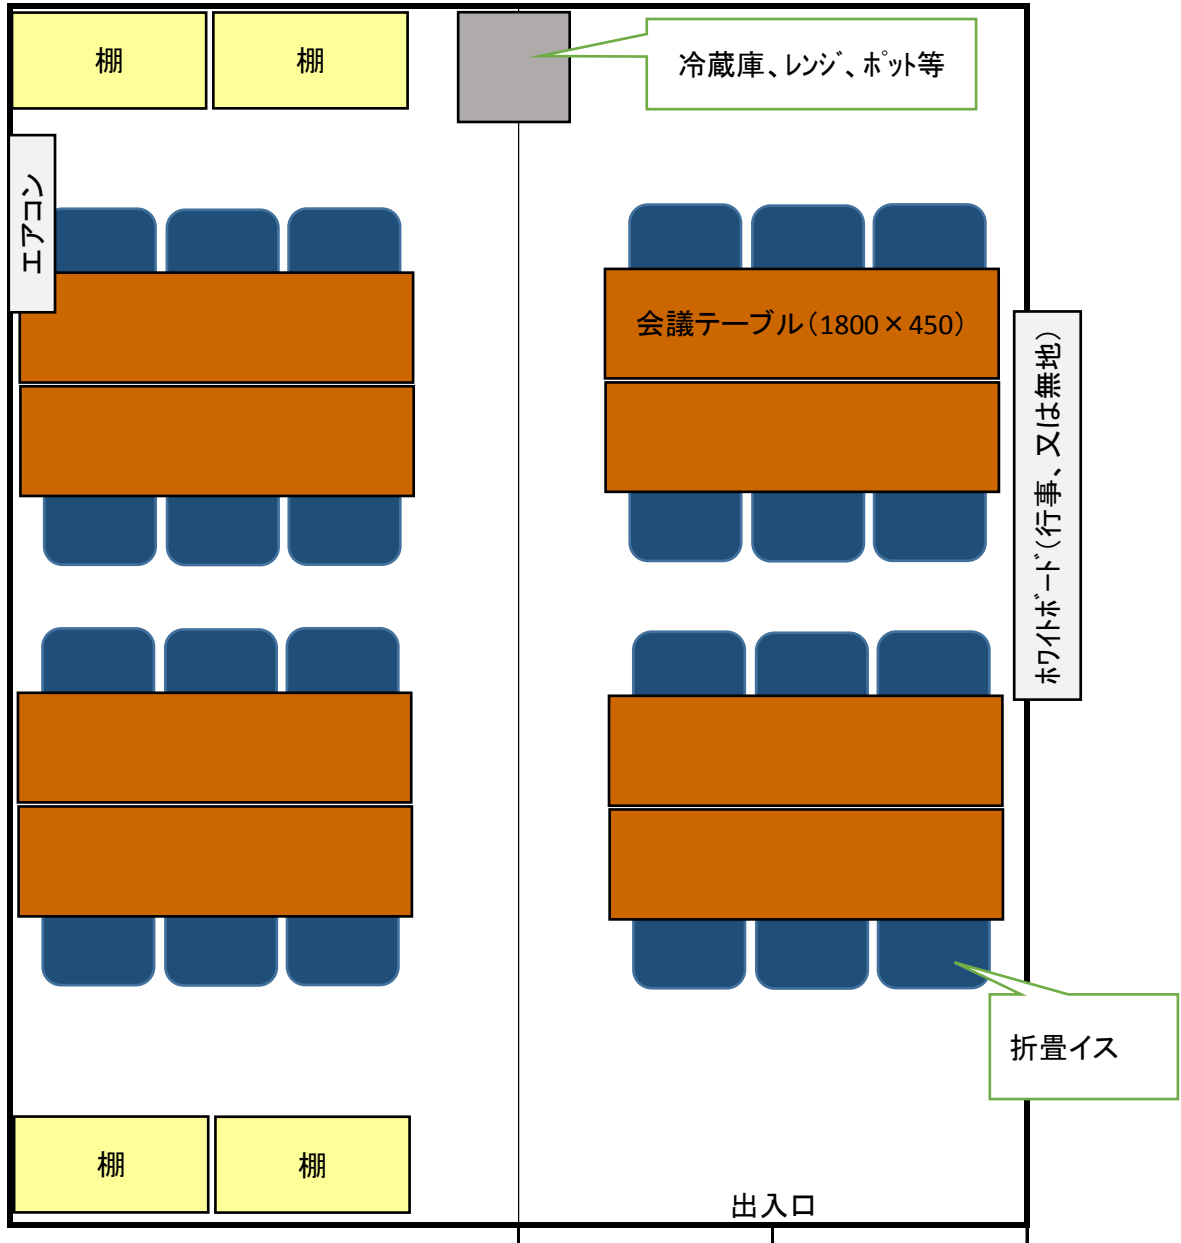 棚
棚
冷蔵庫、ﾚﾝｼﾞ、ﾎﾟｯﾄ等
エアコン
会議テーブル（1800×450）
ﾎﾜｲﾄﾎﾞｰﾄﾞ（行事、又は無地）
折畳イス
棚
棚
出入口